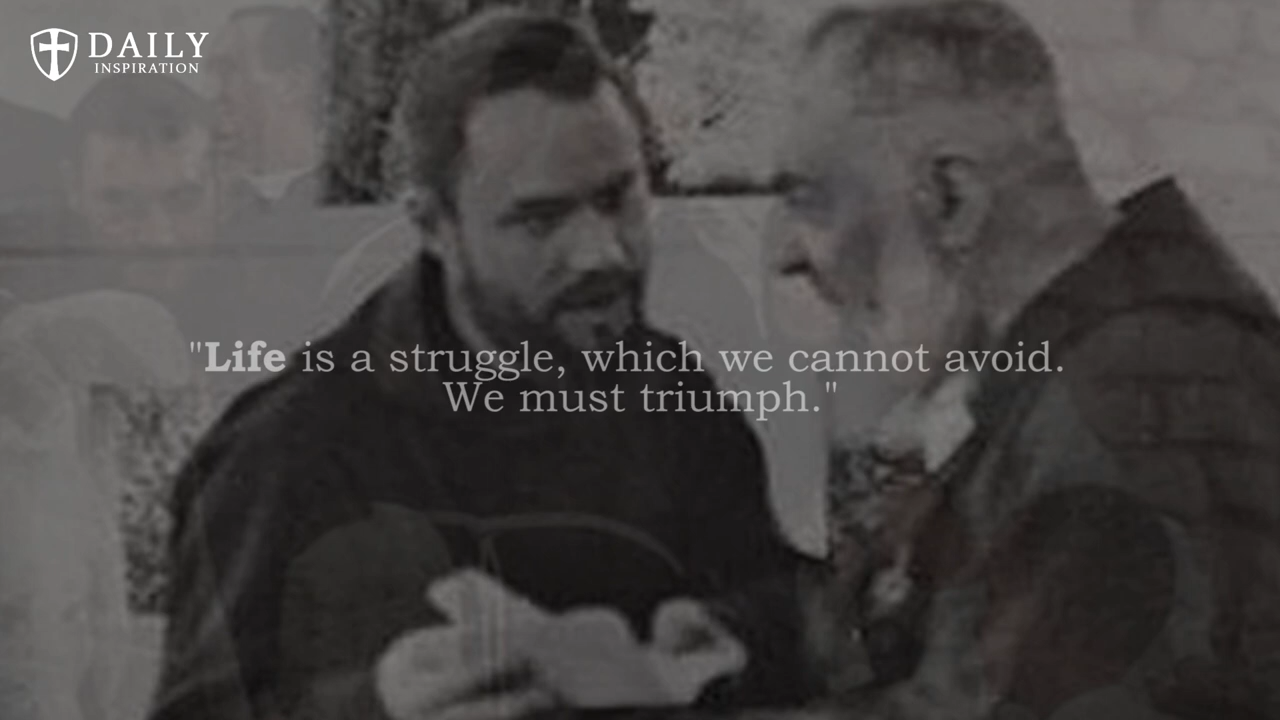 DAILY
INSPIRATION
"Life is a struggle, which we cannot avoid.
We must triumph."